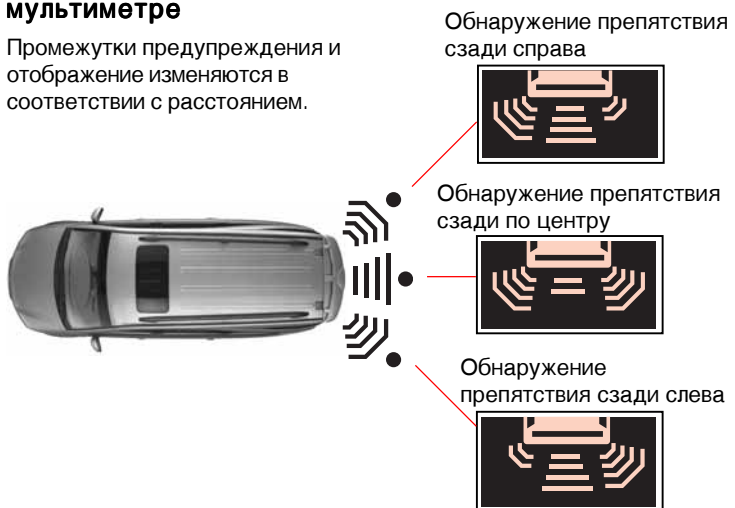 мультиметре
Промежутки предупреждения и
отображение изменяются в
соответствии с расстоянием.
Обнаружение препятствия
сзади справа
Обнаружение препятствия
сзади по центру
Обнаружение
препятствия сзади слева